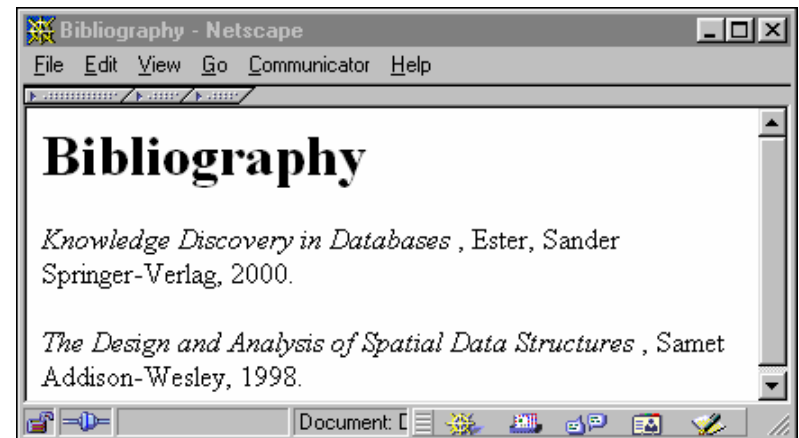 Bibliography - Netscape
File Edit View Go Communicator Help
Bibliography
Knowledge Discovery in Databases , Ester, Sander
Springer-Verlag, 2000.
The Design and Analysis of Spatial Data Structures , Samet
Addison-Wesley, 1998.
Document: